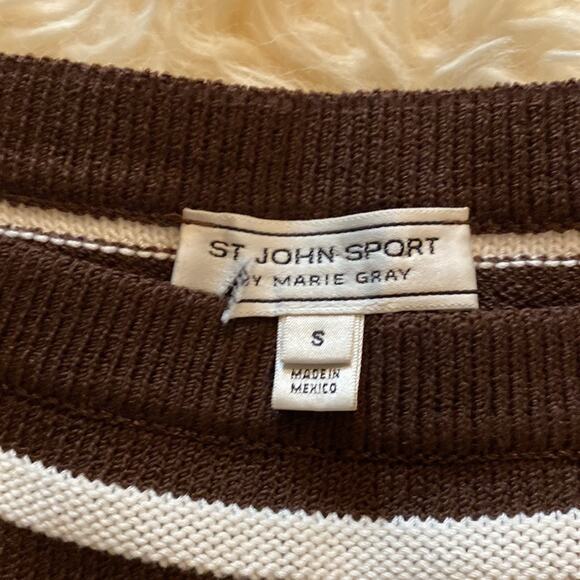 ST JOHN SPORT
BY MARIE GRAY
S
MADE IN
MEXICO